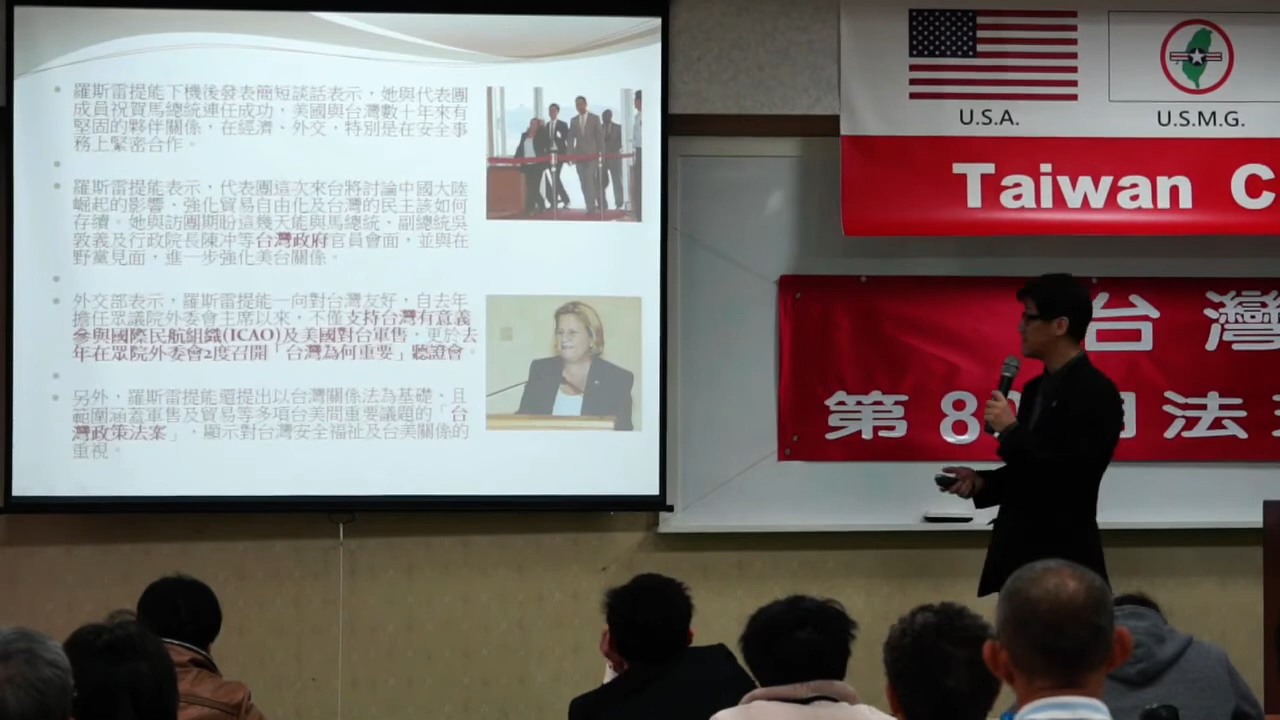 羅斯雷提能下機後發表簡短談話表示，她與代表團
成員祝賀馬總統連任成功，美國與台灣數十年來有
堅固的夥伴關係，在經濟、外交，特別是在安全事
務上緊密合作。
羅斯雷提能表示，代表團這次來台將討論中國大陸
崛起的影響、強化貿易自由化及台灣的民主該如何
存續。她與訪團期盼這幾天能與馬總統、副總統吳
敦義及行政院長陳冲等台灣政府官員會面，並與在
野黨見面，進一步強化美台關係。
外交部表示，羅斯雷提能一向對台灣友好，自去年
擔任眾議院外委會主席以來，不僅支持台灣有意義
參與國際民航組織(ICAO)及美國對台軍售，更於去
年在眾院外委會2度召開「台灣為何重要」聽證會。
另外，羅斯雷提能還提出以台灣關係法為基礎、且
範圍涵蓋軍售及貿易等多項台美間重要議題的「台
灣政策法案」，顯示對台灣安全福祉及台美關係的
重視。
U.S.A.
U.S.M.G.
Taiwan C
台灣
第8 法